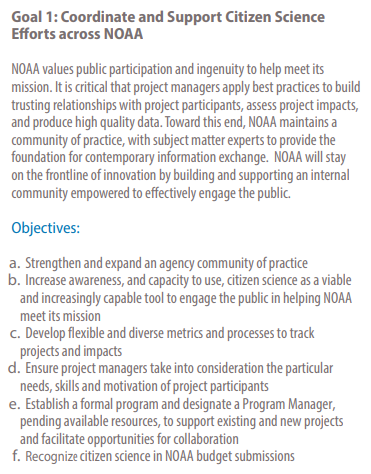 Goal 1: Coordinate and Support Citizen Science
Efforts across NOAA
NOAA values public participation and ingenuity to help meet its
mission. It is critical that project managers apply best practices to build
trusting relationships with project participants, assess project impacts,
and produce high quality data. Toward this end, NOAA maintains a
community of practice, with subject matter experts to provide the
foundation for contemporary information exchange. NOAA will stay
on the frontline of innovation by building and supporting an internal
community empowered to effectively engage the public.
Objectives:
a. Strengthen and expand an agency community of practice
b. Increase awareness, and capacity to use, citizen science as a viable
and increasingly capable tool to engage the public in helping NOAA
meet its mission
c. Develop flexible and diverse metrics and processes to track
projects and impacts
d. Ensure project managers take into consideration the particular
needs, skills and motivation of project participants
e. Establish a formal program and designate a Program Manager,
pending available resources, to support existing and new projects
and facilitate opportunities for collaboration
f. Recognize citizen science in NOAA budget submissions